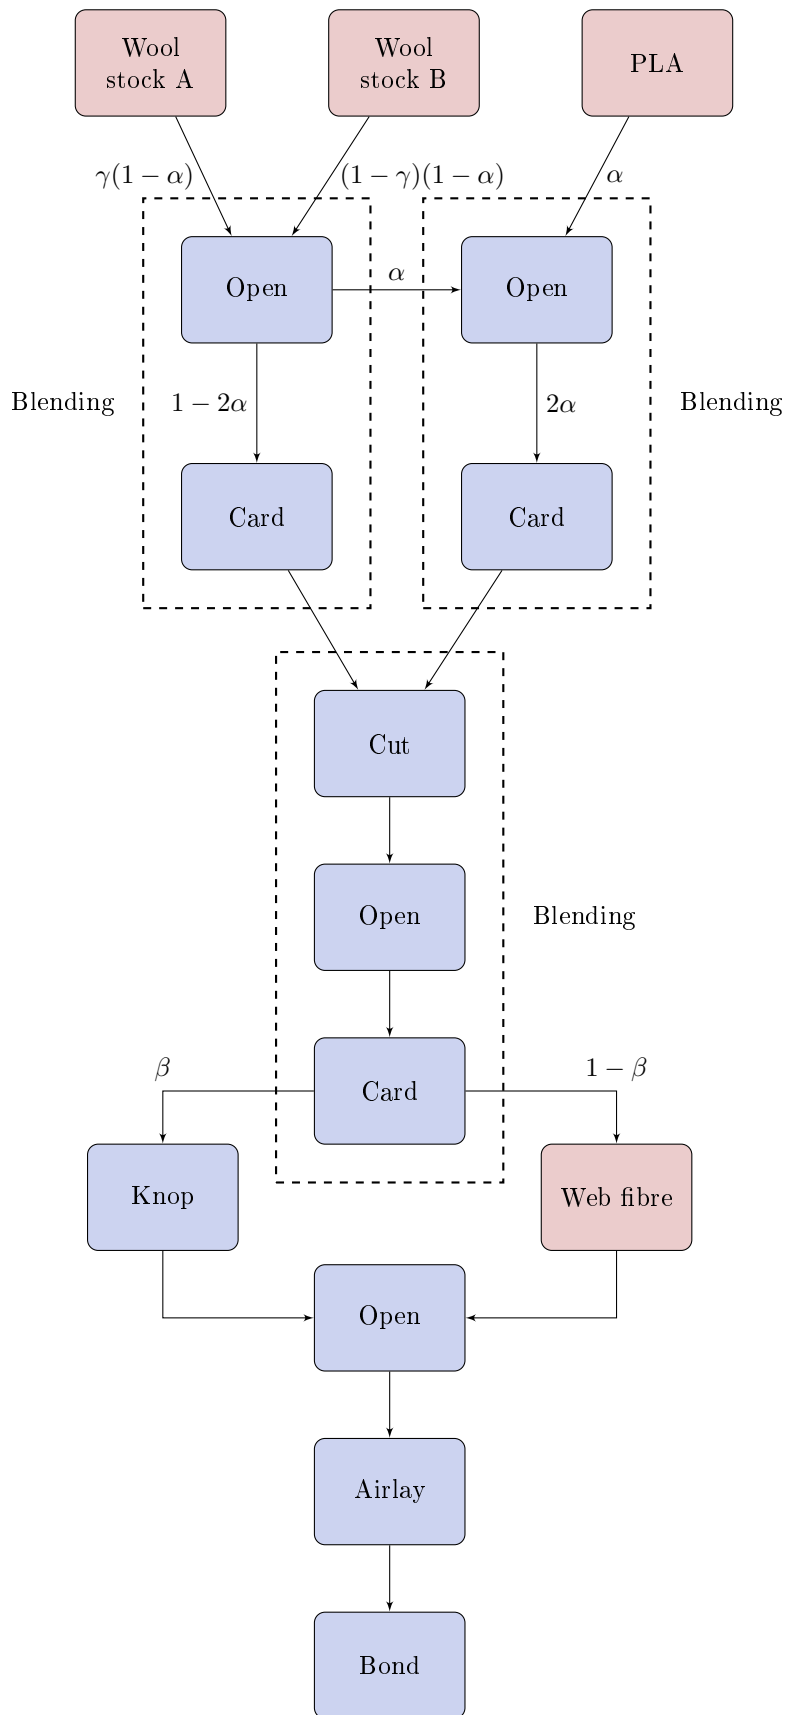 Wool
stock A
Wool
stock B
PLA
γ(1 − α)
(1 − γ)(1 − α)
α
Open
α
Open
Blending
1 − 2α
2α
Blending
Card
Card
Cut
Open
Blending
β
1 − β
Card
Knop
Web fibre
Open
Airlay
Bond